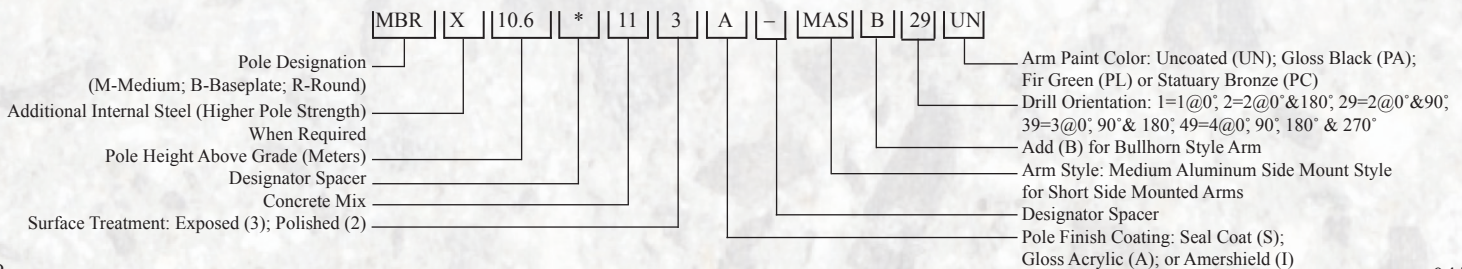 MBR X 10.6 * 11 3 A – MAS B 29 UN
Pole Designation
(M-Medium; B-Baseplate; R-Round)
Additional Internal Steel (Higher Pole Strength)
When Required
Pole Height Above Grade (Meters)
Designator Spacer
Concrete Mix
Surface Treatment: Exposed (3); Polished (2)
Arm Paint Color: Uncoated (UN); Gloss Black (PA);
Fir Green (PL) or Statuary Bronze (PC)
Drill Orientation: 1=1@0°, 2=2@0°&180°, 29=2@0°&90°,
39=3@0°, 90°& 180°, 49=4@0°, 90°, 180° & 270°
Add (B) for Bullhorn Style Arm
Arm Style: Medium Aluminum Side Mount Style
for Short Side Mounted Arms
Designator Spacer
Pole Finish Coating: Seal Coat (S);
Gloss Acrylic (A); or Amershield (I)